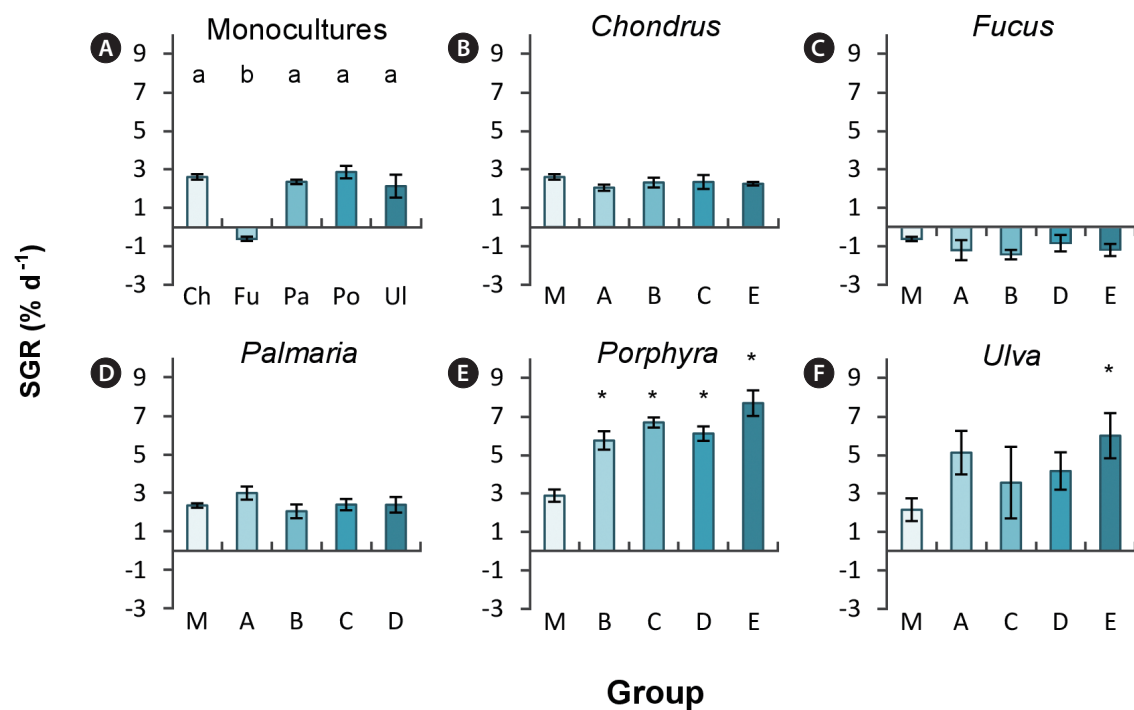 SGR (% d⁻¹)
A Monocultures
9
7
5
3
1
-1
-3
a b a a a
Ch Fu Pa Po Ul
B Chondrus
9
7
5
3
1
-1
-3
M A B C E
C Fucus
9
7
5
3
1
-1
-3
M A B D E
D Palmaria
9
7
5
3
1
-1
-3
M A B C D
E Porphyra
9
7
5
3
1
-1
-3
* * * *
M B C D E
F Ulva
9
7
5
3
1
-1
-3
*
M A C D E
Group